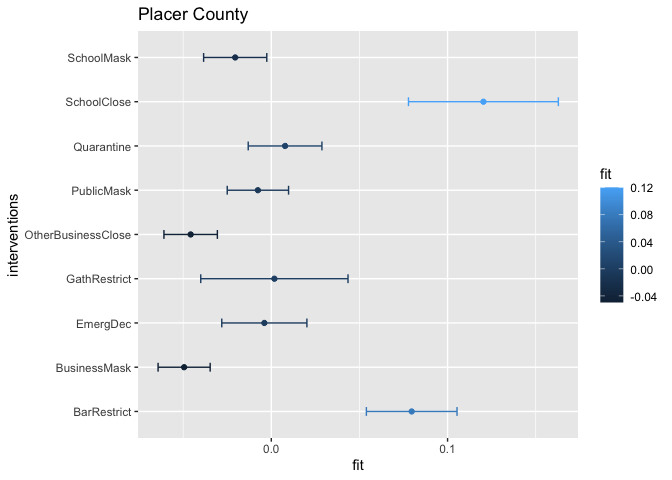 Placer County
SchoolMask
SchoolClose
Quarantine
PublicMask
OtherBusinessClose
GathRestrict
EmergDec
BusinessMask
BarRestrict
interventions
0.0 0.1
fit
fit
0.12
0.08
0.04
0.00
-0.04